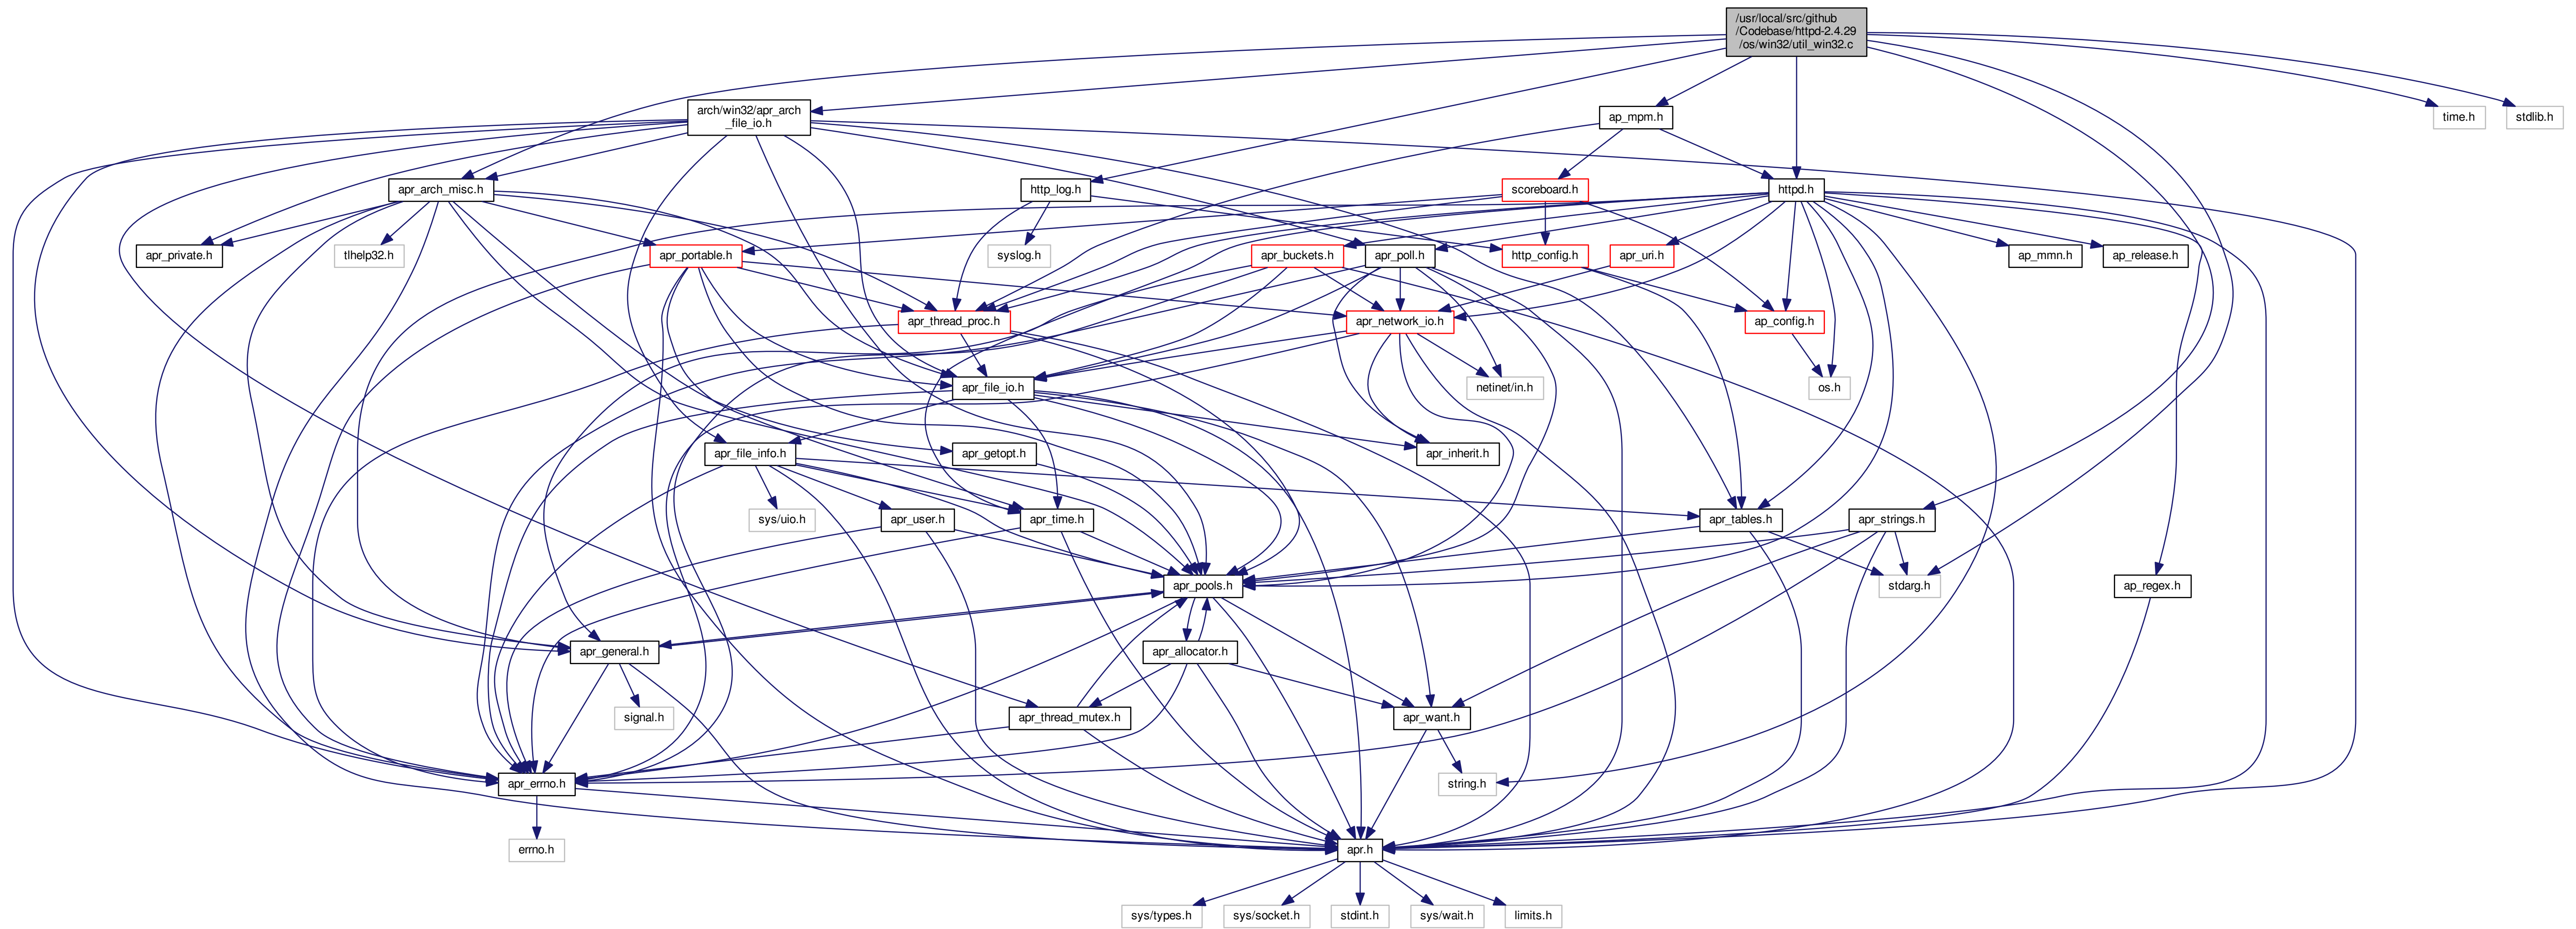 /usr/local/src/github
/Codebase/httpd-2.4.29
/os/win32/util_win32.c
arch/win32/apr_arch
_file_io.h
ap_mpm.h
time.h
stdlib.h
apr_arch_misc.h
http_log.h
scoreboard.h
httpd.h
apr_private.h
tlhelp32.h
apr_portable.h
syslog.h
apr_buckets.h
apr_poll.h
http_config.h
apr_uri.h
ap_mmn.h
ap_release.h
apr_thread_proc.h
apr_network_io.h
ap_config.h
apr_file_io.h
netinet/in.h
os.h
apr_file_info.h
apr_getopt.h
apr_inherit.h
sys/uio.h
apr_user.h
apr_time.h
apr_tables.h
apr_strings.h
apr_pools.h
stdarg.h
ap_regex.h
apr_general.h
apr_allocator.h
signal.h
apr_thread_mutex.h
apr_want.h
apr_errno.h
string.h
errno.h
apr.h
sys/types.h
sys/socket.h
stdint.h
sys/wait.h
limits.h